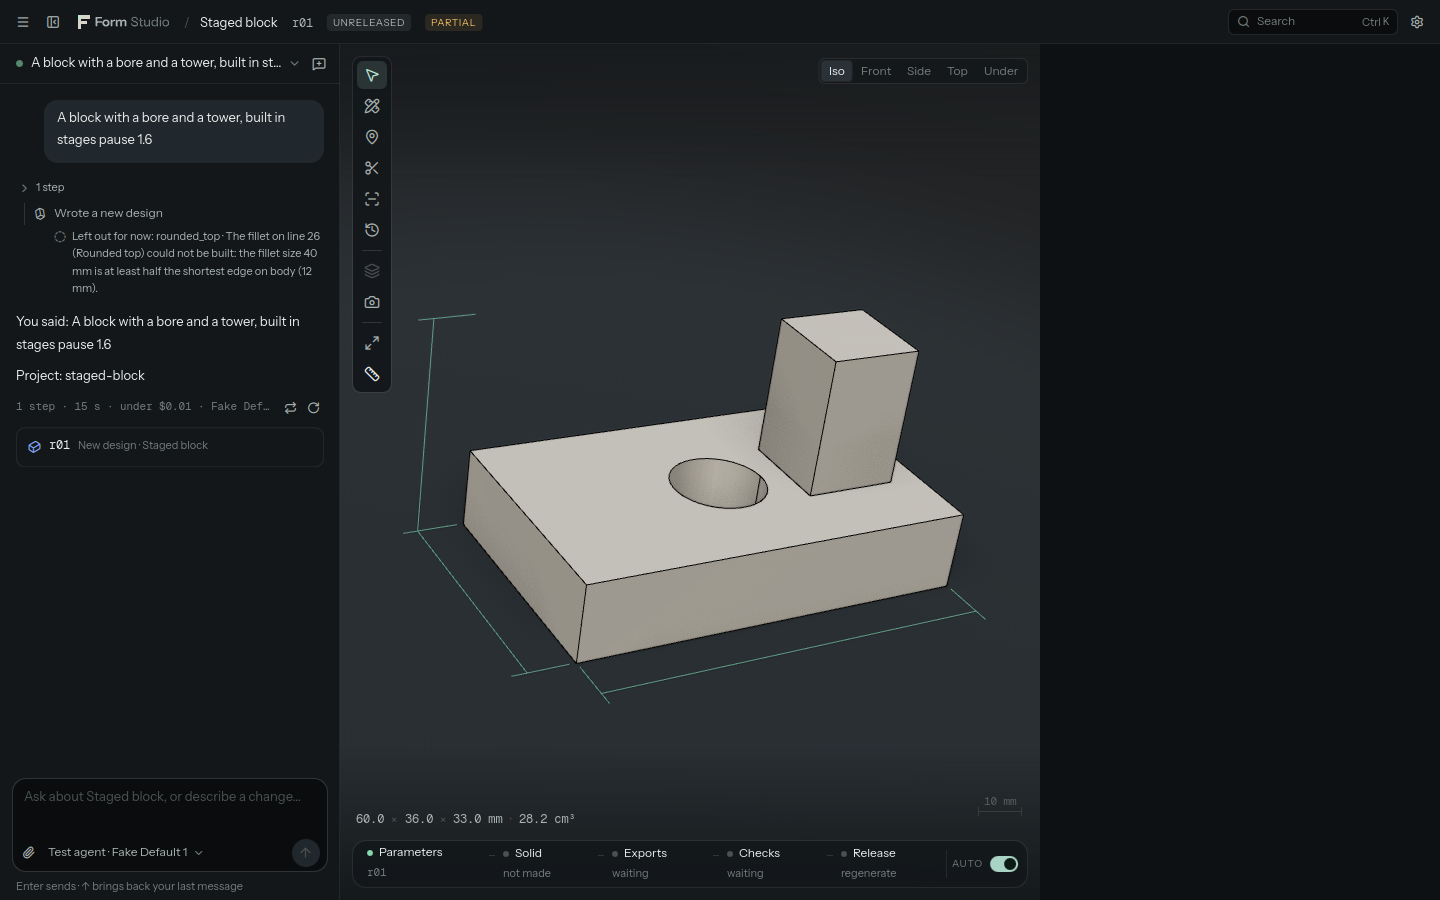 Form Studio / Staged block r01 UNRELEASED PARTIAL
Search Ctrl K
A block with a bore and a tower, built in st...
A block with a bore and a tower, built in
stages pause 1.6
1 step
Wrote a new design
Left out for now: rounded_top · The fillet on line 26
(Rounded top) could not be built: the fillet size 40
mm is at least half the shortest edge on body (12
mm).
You said: A block with a bore and a tower, built in
stages pause 1.6
Project: staged-block
1 step · 15 s · under $0.01 · Fake Def...
r01 New design · Staged block
Ask about Staged block, or describe a change...
Test agent · Fake Default 1
Enter sends · ↑ brings back your last message
Iso Front Side Top Under
10 mm
60.0 × 36.0 × 33.0 mm · 28.2 cm³
Parameters
r01
Solid
not made
Exports
waiting
Checks
waiting
Release
regenerate
AUTO